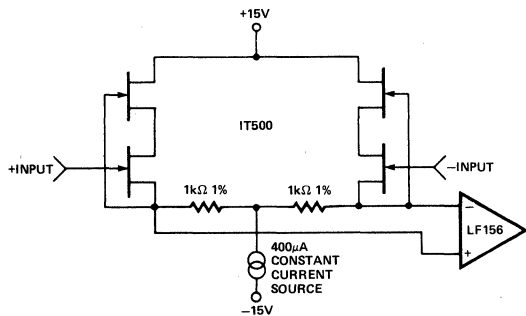 +15V
IT500
+INPUT
−INPUT
1kΩ 1%
1kΩ 1%
−
LF156
+
400μA
CONSTANT
CURRENT
SOURCE
−15V